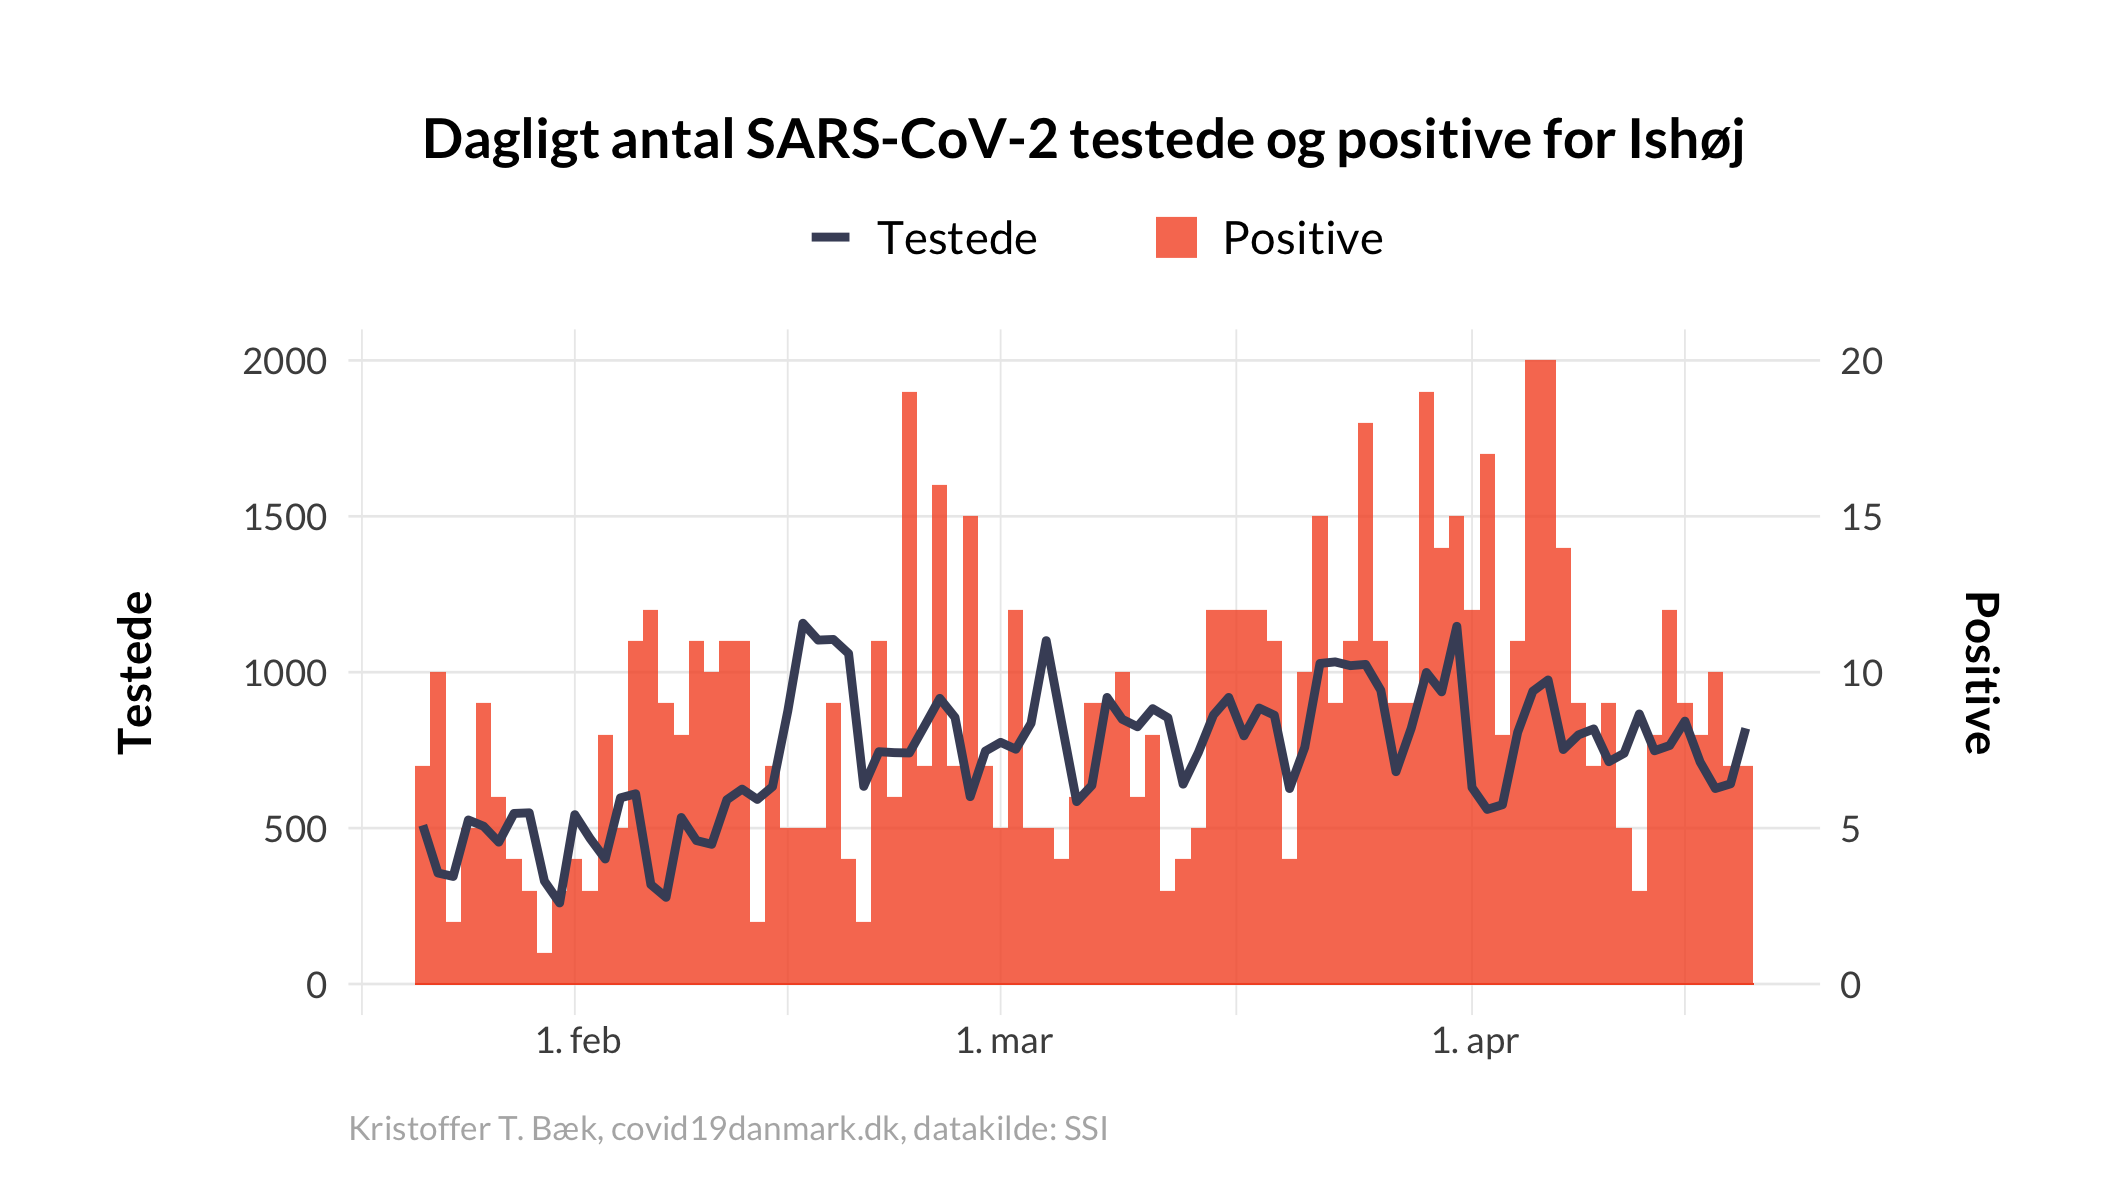 Dagligt antal SARS-CoV-2 testede og positive for Ishøj
Testede
Positive
2000
1500
1000
500
0
Testede
20
15
10
5
0
Positive
1. feb
1. mar
1. apr
Kristoffer T. Bæk, covid19danmark.dk, datakilde: SSI